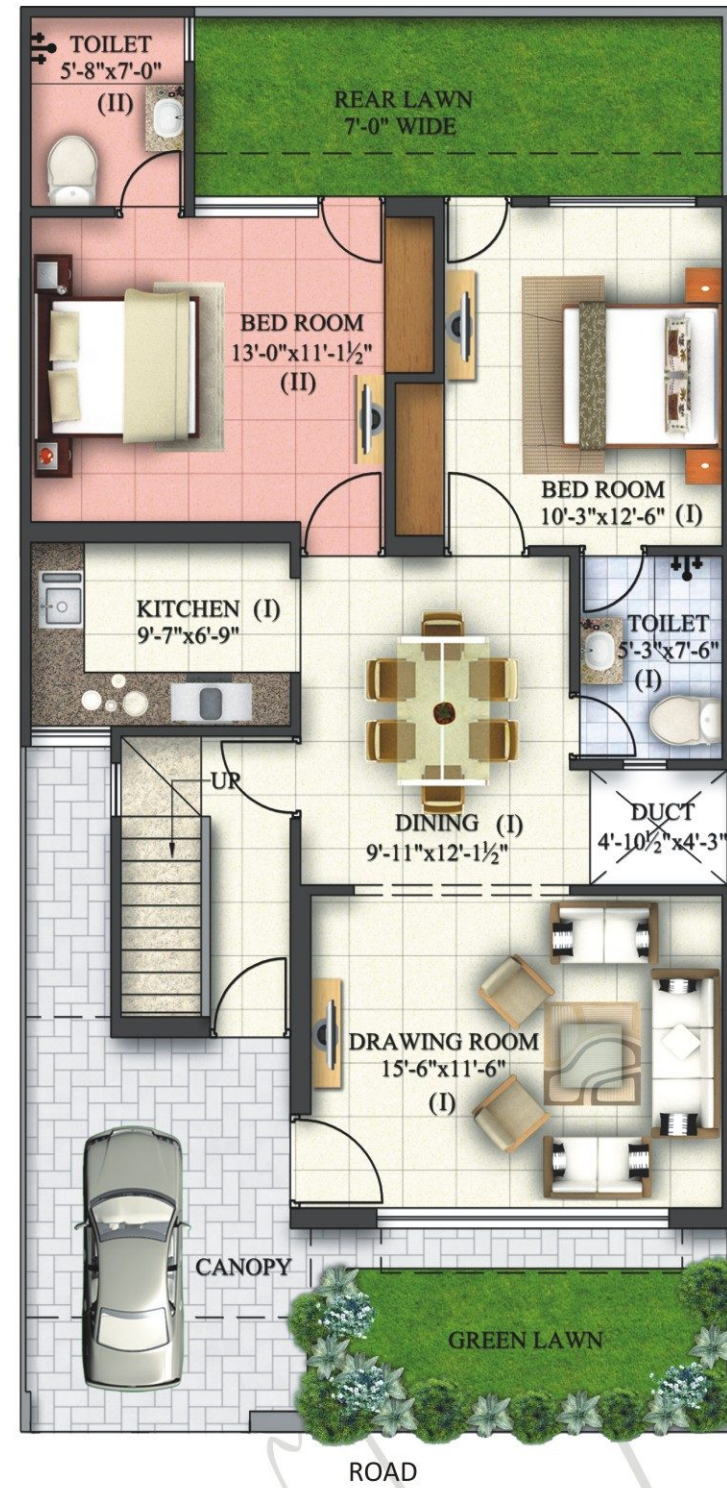 TOILET
5'-8"x7'-0"
(II)
REAR LAWN
7'-0" WIDE
BED ROOM
13'-0"x11'-1½"
(II)
BED ROOM
10'-3"x12'-6" (I)
KITCHEN (I)
9'-7"x6'-9"
TOILET
5'-3"x7'-6"
(I)
UP
DINING (I)
9'-11"x12'-1½"
DUCT
4'-10½"x4'-3"
DRAWING ROOM
15'-6"x11'-6"
(I)
CANOPY
GREEN LAWN
ROAD